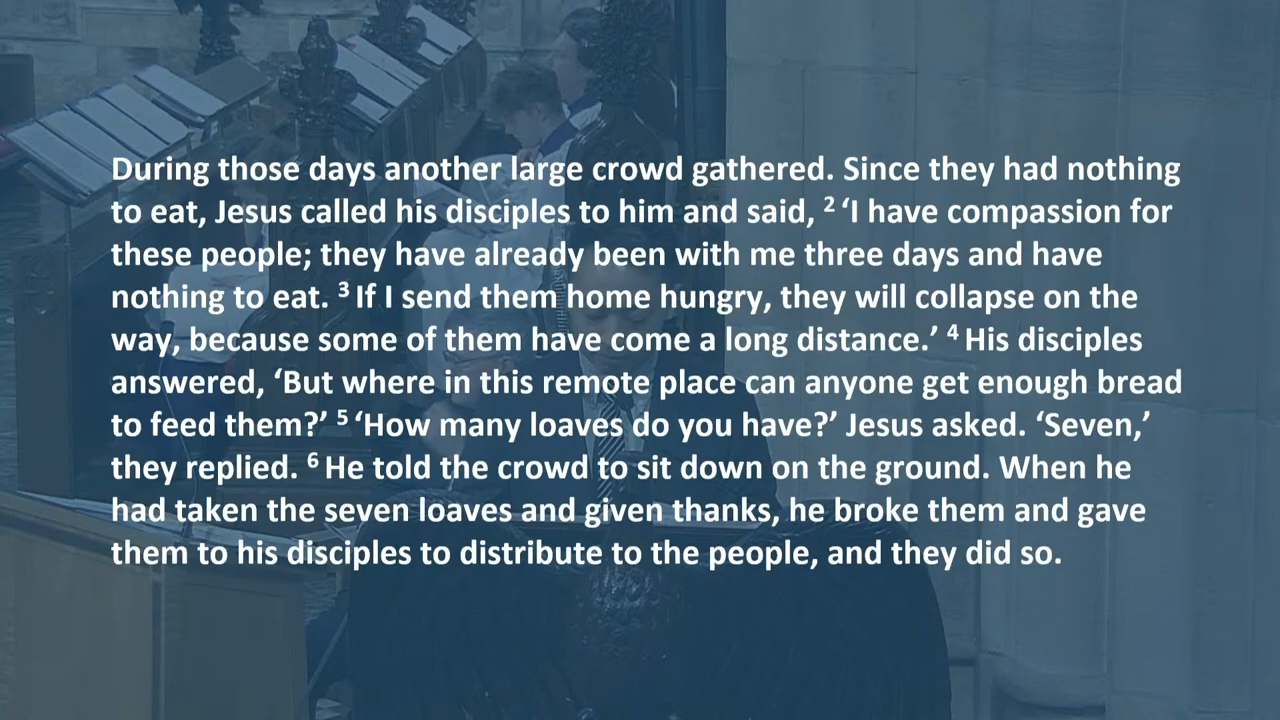 During those days another large crowd gathered. Since they had nothing
to eat, Jesus called his disciples to him and said, ² ‘I have compassion for
these people; they have already been with me three days and have
nothing to eat. ³ If I send them home hungry, they will collapse on the
way, because some of them have come a long distance.’ ⁴ His disciples
answered, ‘But where in this remote place can anyone get enough bread
to feed them?’ ⁵ ‘How many loaves do you have?’ Jesus asked. ‘Seven,’
they replied. ⁶ He told the crowd to sit down on the ground. When he
had taken the seven loaves and given thanks, he broke them and gave
them to his disciples to distribute to the people, and they did so.